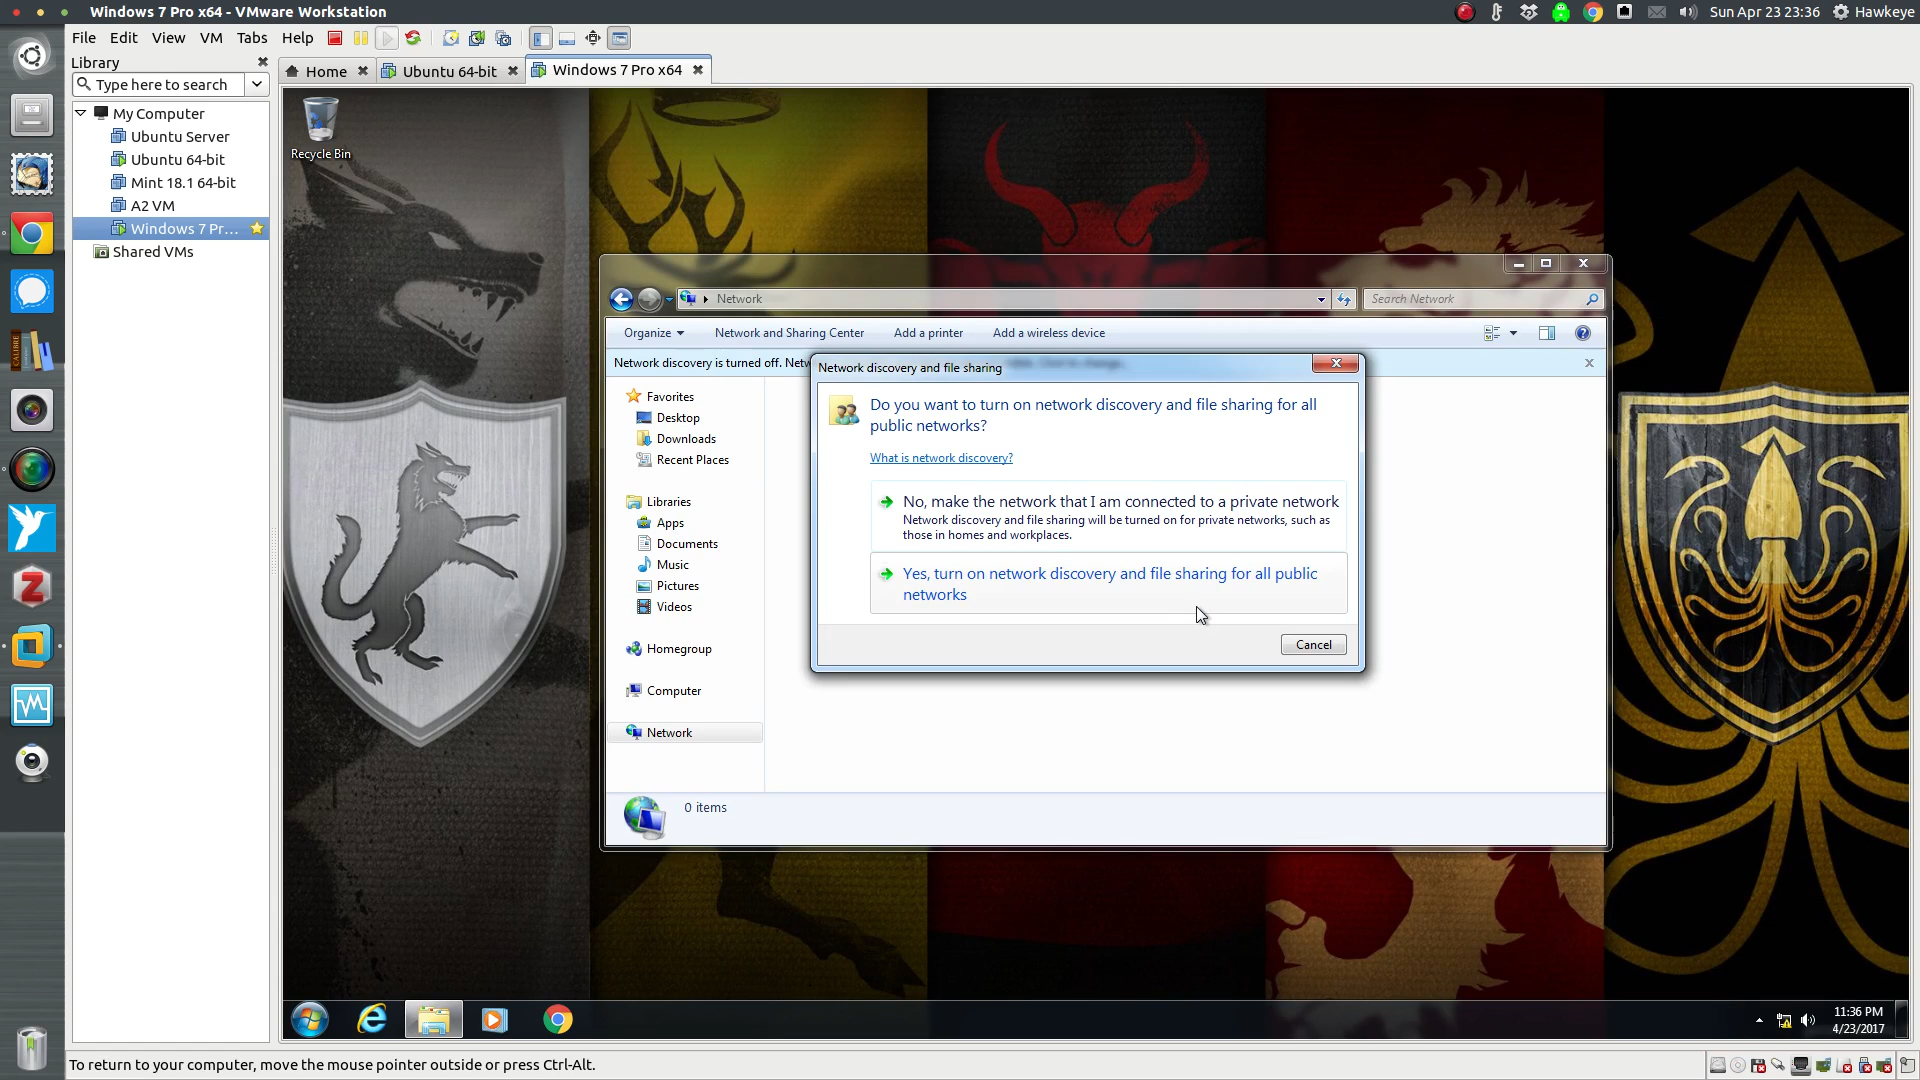 Windows 7 Pro x64 - VMware Workstation
Sun Apr 23 23:36
Hawkeye
File Edit View VM Tabs Help
Library
Type here to search
My Computer
Ubuntu Server
Ubuntu 64-bit
Mint 18.1 64-bit
A2 VM
Windows 7 Pr...
Shared VMs
Home
Ubuntu 64-bit
Windows 7 Pro x64
Recycle Bin
Network
Search Network
Organize
Network and Sharing Center
Add a printer
Add a wireless device
Network discovery is turned off. Netw
Favorites
Desktop
Downloads
Recent Places
Libraries
Apps
Documents
Music
Pictures
Videos
Homegroup
Computer
Network
0 items
Network discovery and file sharing
Do you want to turn on network discovery and file sharing for all
public networks?
What is network discovery?
No, make the network that I am connected to a private network
Network discovery and file sharing will be turned on for private networks, such as
those in homes and workplaces.
Yes, turn on network discovery and file sharing for all public
networks
Cancel
CALIBRE
11:36 PM
4/23/2017
To return to your computer, move the mouse pointer outside or press Ctrl-Alt.